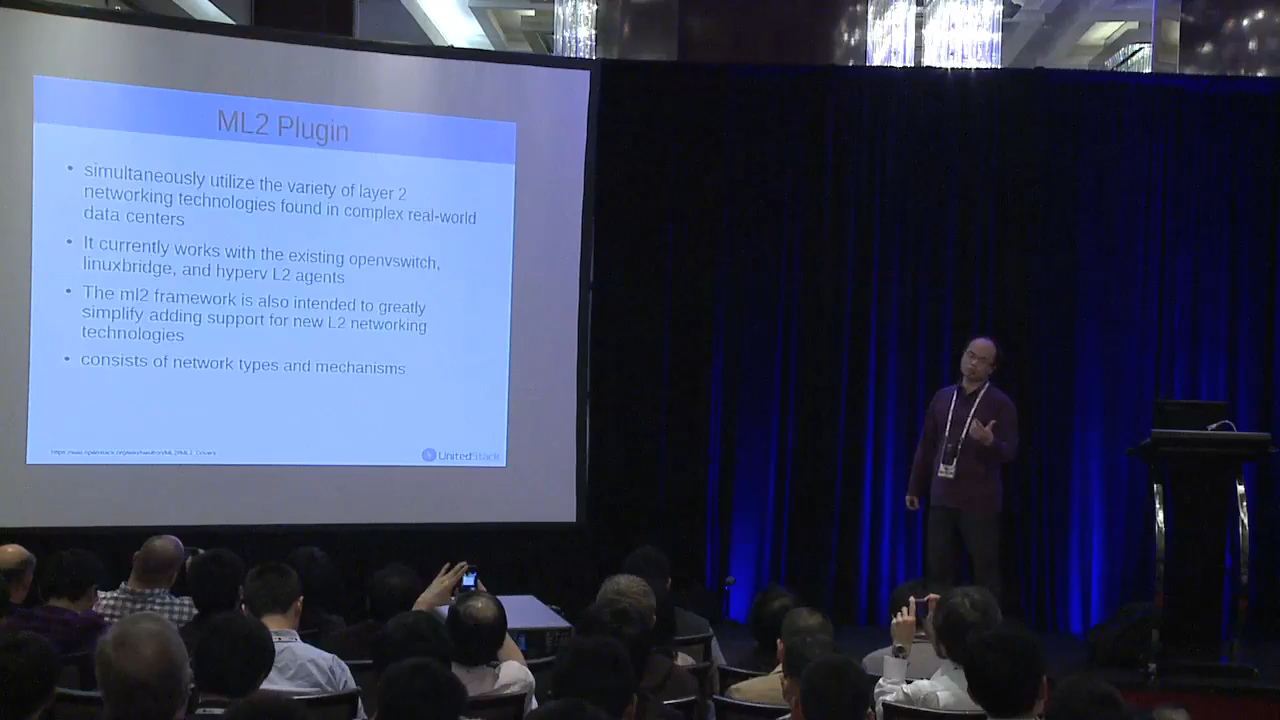 ML2 Plugin
• simultaneously utilize the variety of layer 2
networking technologies found in complex real-world
data centers
• It currently works with the existing openvswitch,
linuxbridge, and hyperv L2 agents
• The ml2 framework is also intended to greatly
simplify adding support for new L2 networking
technologies
• consists of network types and mechanisms
UnitedStack